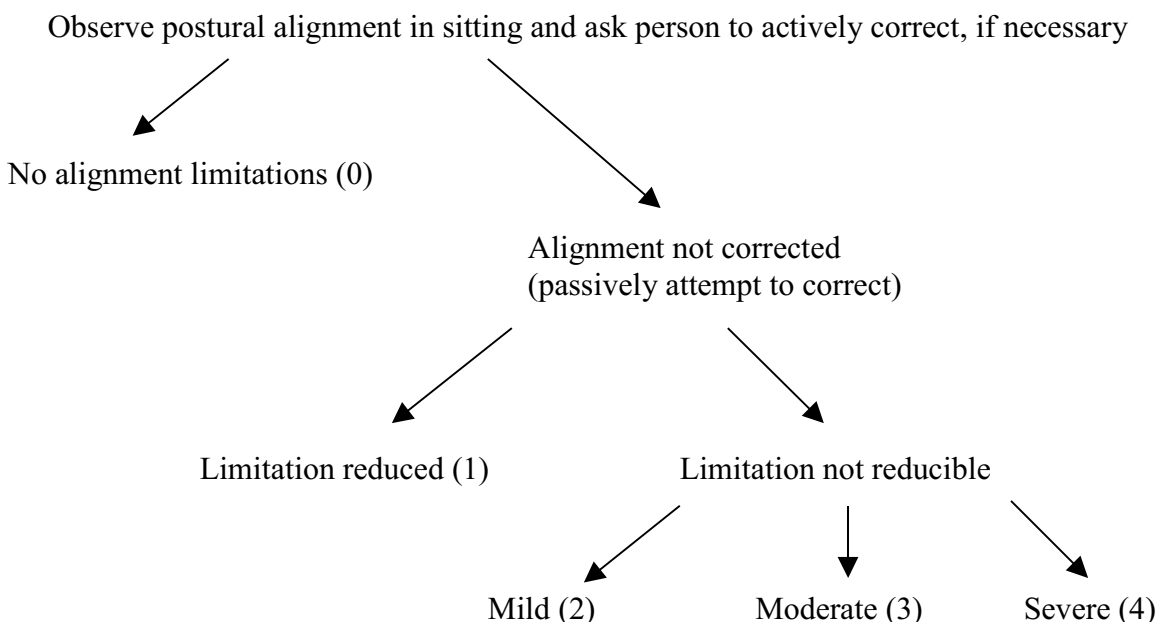 Observe postural alignment in sitting and ask person to actively correct, if necessary
No alignment limitations (0)
Alignment not corrected
(passively attempt to correct)
Limitation reduced (1)
Limitation not reducible
Mild (2)
Moderate (3)
Severe (4)